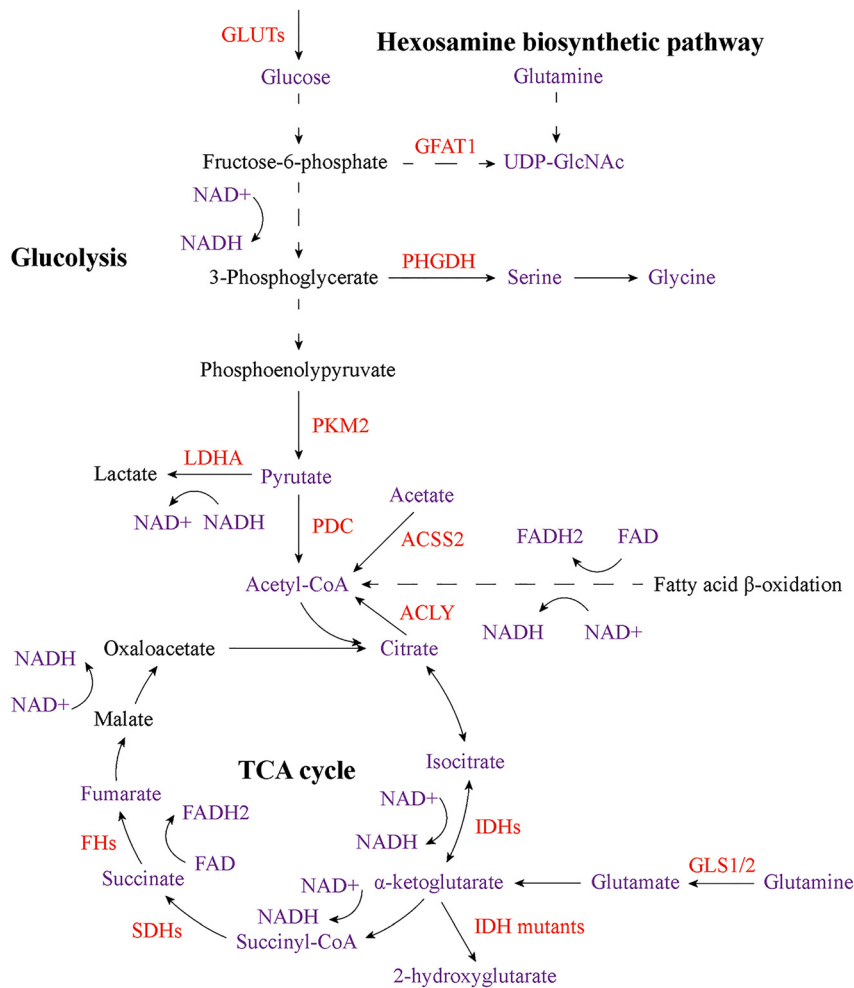 GLUTs
Hexosamine biosynthetic pathway
Glucose
Glutamine
Fructose-6-phosphate
GFAT1
UDP-GlcNAc
NAD+
NADH
Glucolysis
3-Phosphoglycerate
PHGDH
Serine
Glycine
Phosphoenolpyruvate
PKM2
Lactate
LDHA
Pyrutate
NAD+
NADH
PDC
Acetate
ACSS2
FADH2
FAD
Acetyl-CoA
Fatty acid β-oxidation
ACLY
NADH
NAD+
Oxaloacetate
Citrate
NADH
NAD+
Malate
TCA cycle
Isocitrate
Fumarate
FADH2
NAD+
IDHs
FHs
FAD
NADH
Succinate
NAD+
α-ketoglutarate
Glutamate
GLS1/2
Glutamine
NADH
SDHs
Succinyl-CoA
IDH mutants
2-hydroxyglutarate